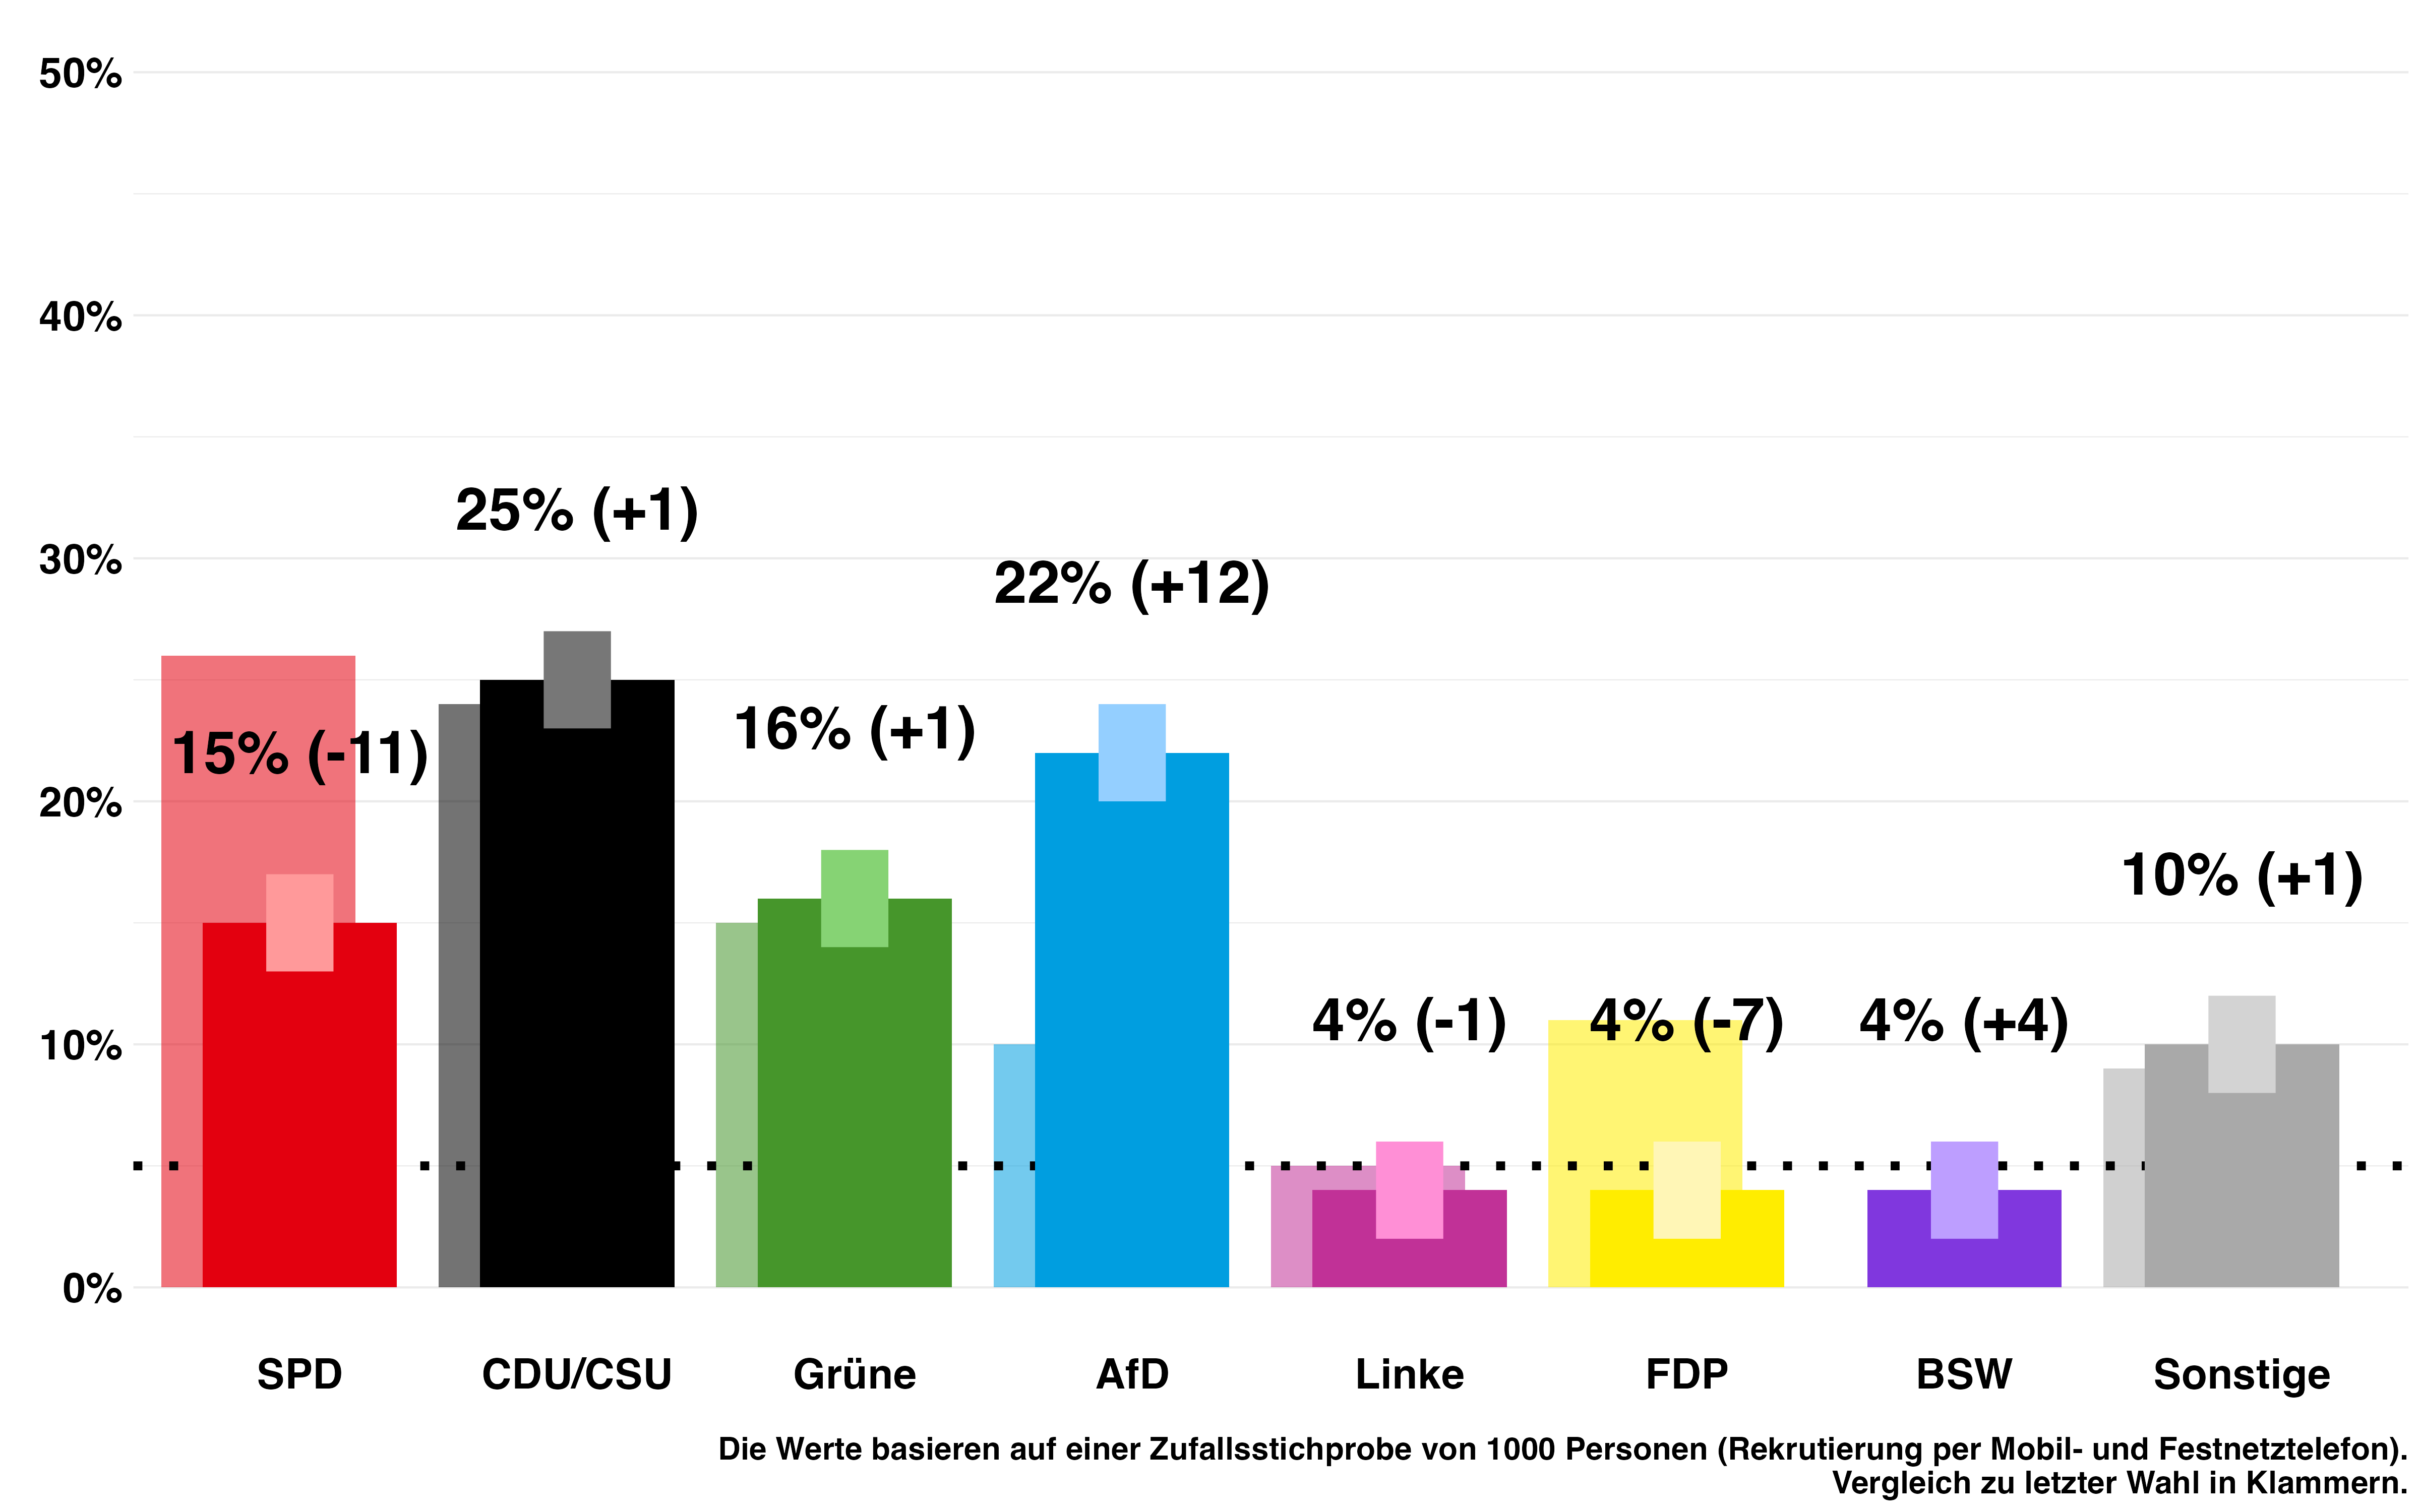 50%
40%
30%
20%
10%
0%
15% (-11)
25% (+1)
16% (+1)
22% (+12)
4% (-1)
4% (-7)
4% (+4)
10% (+1)
SPD
CDU/CSU
Grüne
AfD
Linke
FDP
BSW
Sonstige
Die Werte basieren auf einer Zufallsstichprobe von 1000 Personen (Rekrutierung per Mobil- und Festnetztelefon).
Vergleich zu letzter Wahl in Klammern.